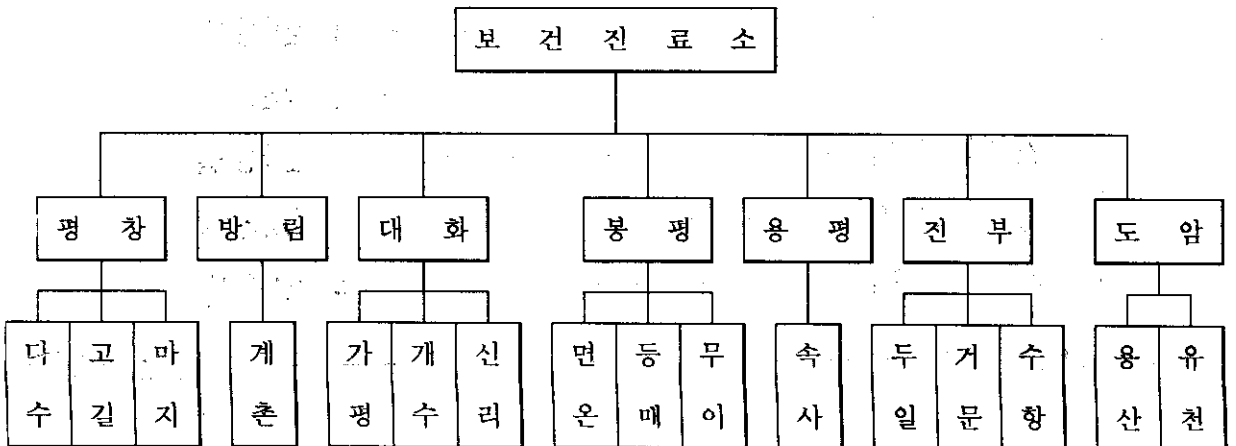 보 건 진 료 소
평 창
방 림
대 화
봉 평
용 평
진 부
도 암
다수
고길
마지
계촌
가평
개수
신리
면온
등매
무이
속사
두일
거문
수항
용산
유천